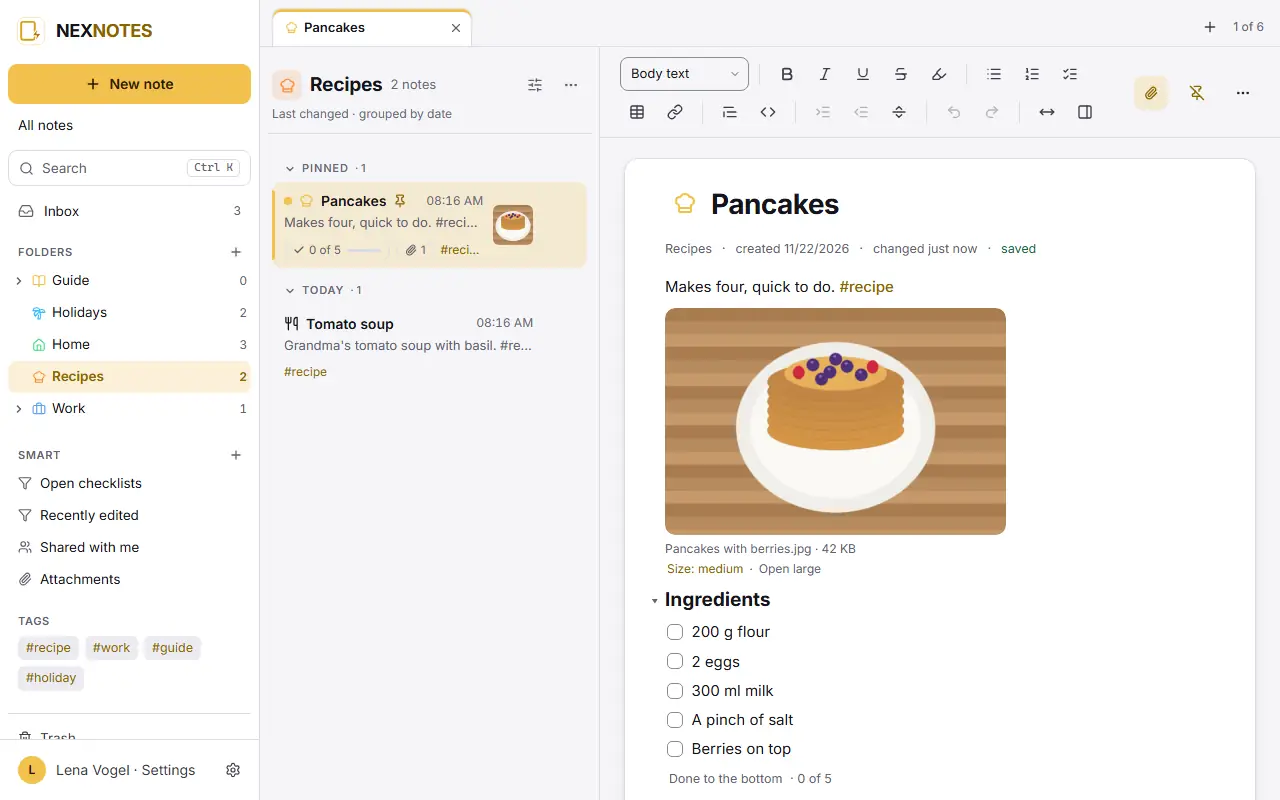 NEXNOTES
New note
All notes
Search Ctrl K
Inbox 3
FOLDERS
Guide 0
Holidays 2
Home 3
Recipes 2
Work 1
SMART
Open checklists
Recently edited
Shared with me
Attachments
TAGS
#recipe #work #guide
#holiday
Trash
L Lena Vogel · Settings
Pancakes
1 of 6
Recipes 2 notes
Last changed · grouped by date
PINNED · 1
Pancakes 08:16 AM
Makes four, quick to do. #reci...
0 of 5 1 #reci...
TODAY · 1
Tomato soup 08:16 AM
Grandma's tomato soup with basil. #re...
#recipe
Body text
Pancakes
Recipes · created 11/22/2026 · changed just now · saved
Makes four, quick to do. #recipe
Pancakes with berries.jpg · 42 KB
Size: medium · Open large
Ingredients
200 g flour
2 eggs
300 ml milk
A pinch of salt
Berries on top
Done to the bottom · 0 of 5